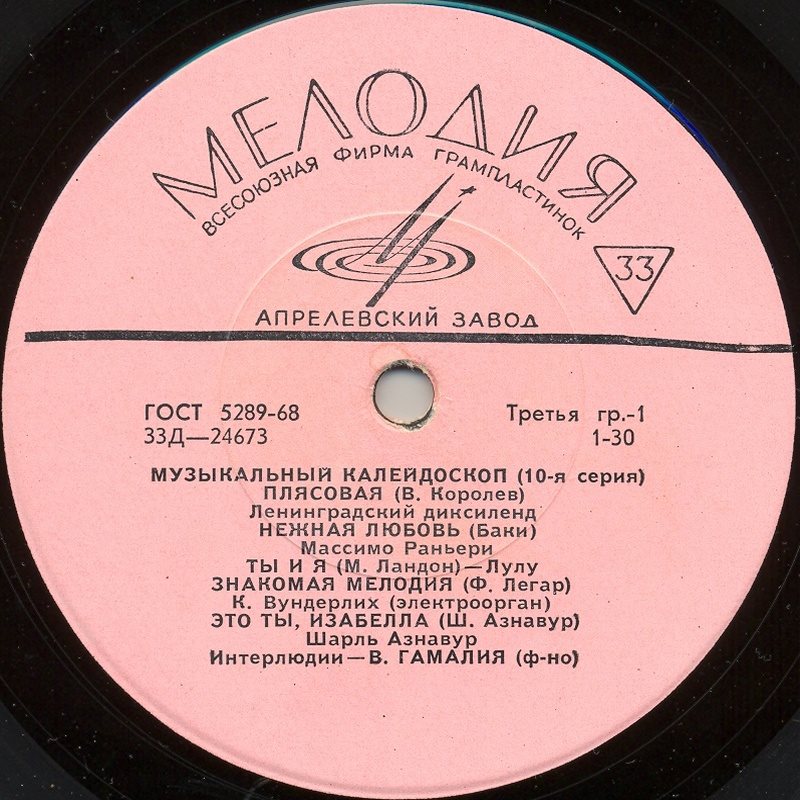 МЕЛОДИЯ
ВСЕСОЮЗНАЯ ФИРМА ГРАМПЛАСТИНОК
33
АПРЕЛЕВСКИЙ ЗАВОД
ГОСТ 5289-68 Третья гр.-1
33Д—24673 1-30
МУЗЫКАЛЬНЫЙ КАЛЕЙДОСКОП (10-я серия)
ПЛЯСОВАЯ (В. Королев)
Ленинградский диксиленд
НЕЖНАЯ ЛЮБОВЬ (Баки)
Массимо Раньери
ТЫ И Я (М. Ландон)—Лулу
ЗНАКОМАЯ МЕЛОДИЯ (Ф. Легар)
К. Вундерлих (электроорган)
ЭТО ТЫ, ИЗАБЕЛЛА (Ш. Азнавур)
Шарль Азнавур
Интерлюдии—В. ГАМАЛИЯ (ф-но)